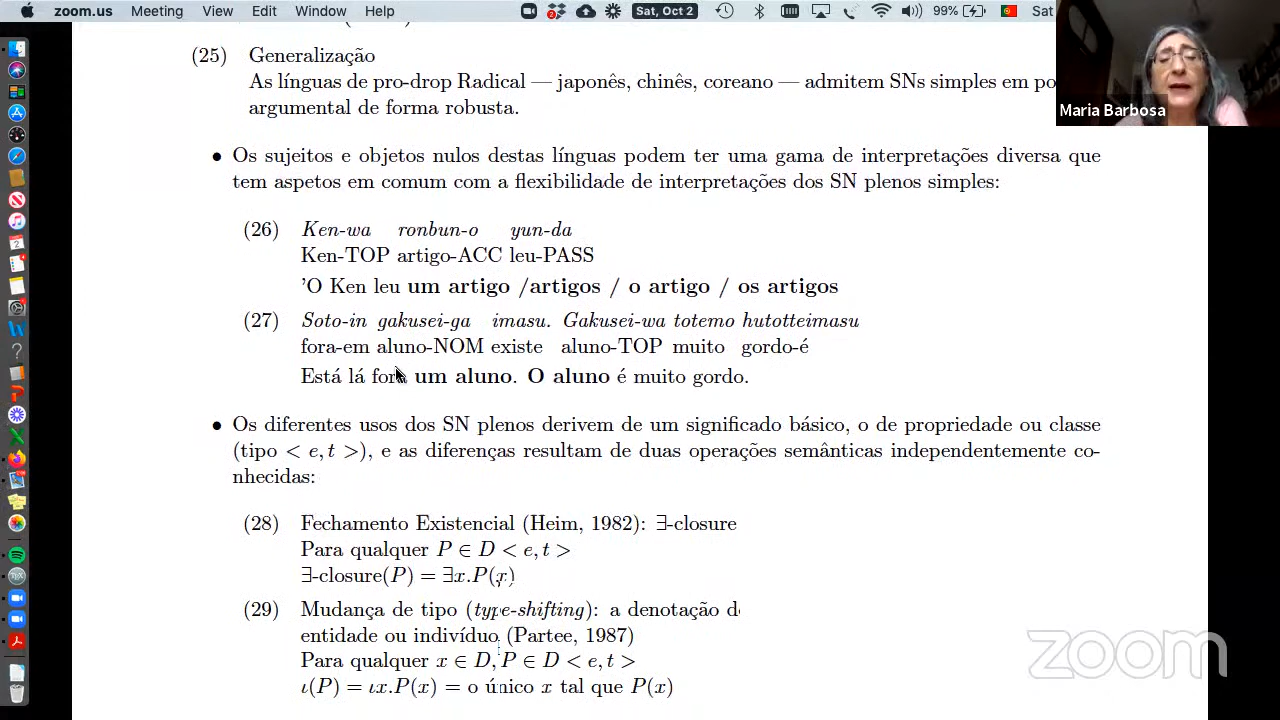 zoom.us Meeting View Edit Window Help Sat, Oct 2 99% Sat
(25) Generalização
As línguas de pro-drop Radical — japonês, chinês, coreano — admitem SNs simples em
argumental de forma robusta.
Maria Barbosa
• Os sujeitos e objetos nulos destas línguas podem ter uma gama de interpretações diversa que
tem aspetos em comum com a flexibilidade de interpretações dos SN plenos simples:
(26) Ken-wa ronbun-o yun-da
Ken-TOP artigo-ACC leu-PASS
'O Ken leu um artigo /artigos / o artigo / os artigos
(27) Soto-in gakusei-ga imasu. Gakusei-wa totemo hutotteimasu
fora-em aluno-NOM existe aluno-TOP muito gordo-é
Está lá fora um aluno. O aluno é muito gordo.
• Os diferentes usos dos SN plenos derivem de um significado básico, o de propriedade ou classe
(tipo < e, t >), e as diferenças resultam de duas operações semânticas independentemente co-
nhecidas:
(28) Fechamento Existencial (Heim, 1982): ∃-closure
Para qualquer P ∈ D < e, t >
∃-closure(P) = ∃x.P(x)
(29) Mudança de tipo (type-shifting): a denotação
entidade ou indivíduo (Partee, 1987)
Para qualquer x ∈ D, P ∈ D < e, t >
ι(P) = ιx.P(x) = o único x tal que P(x)
zoom